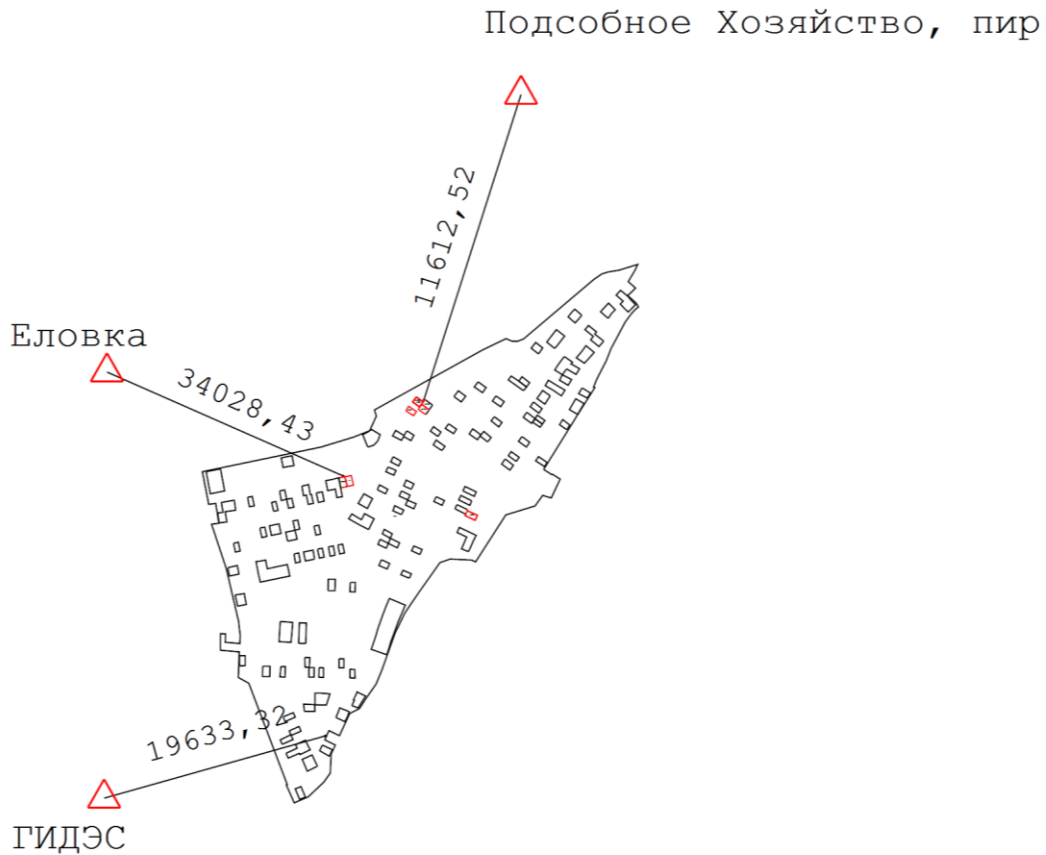 Подсобное Хозяйство, пир
11612,52
Еловка
34028,43
19633,32
ГИДЭС